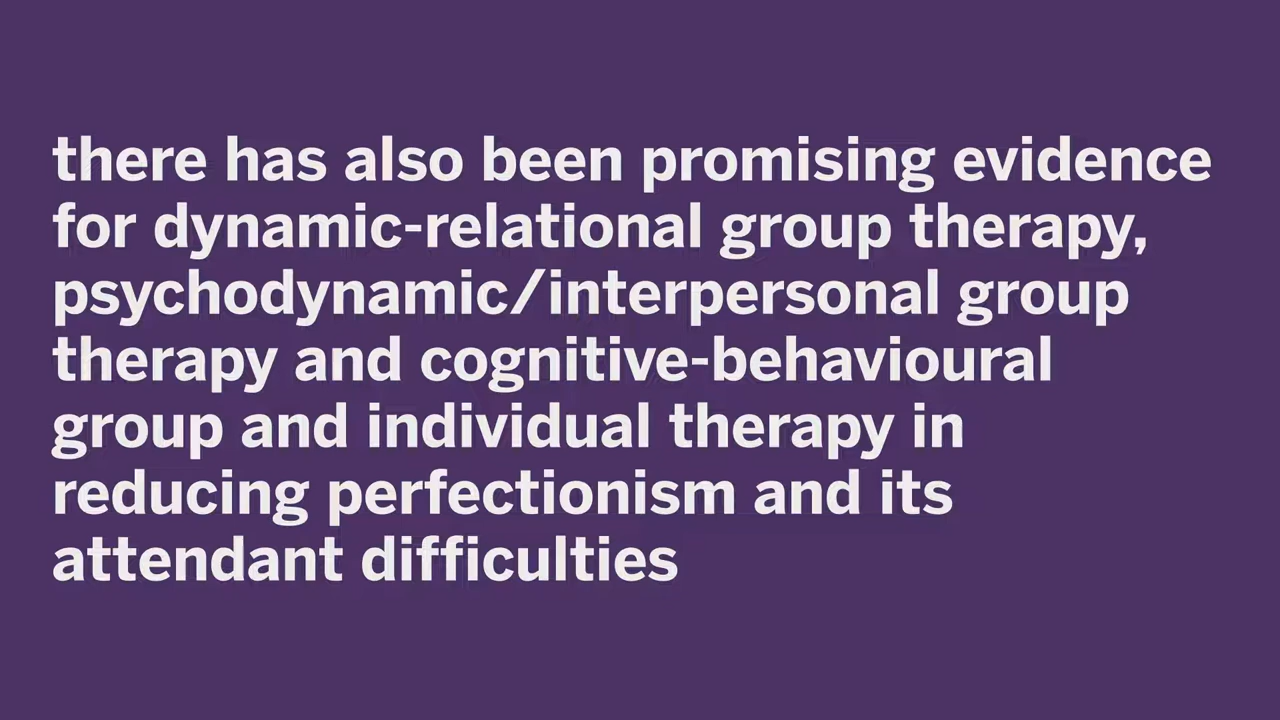 there has also been promising evidence
for dynamic-relational group therapy,
psychodynamic/interpersonal group
therapy and cognitive-behavioural
group and individual therapy in
reducing perfectionism and its
attendant difficulties